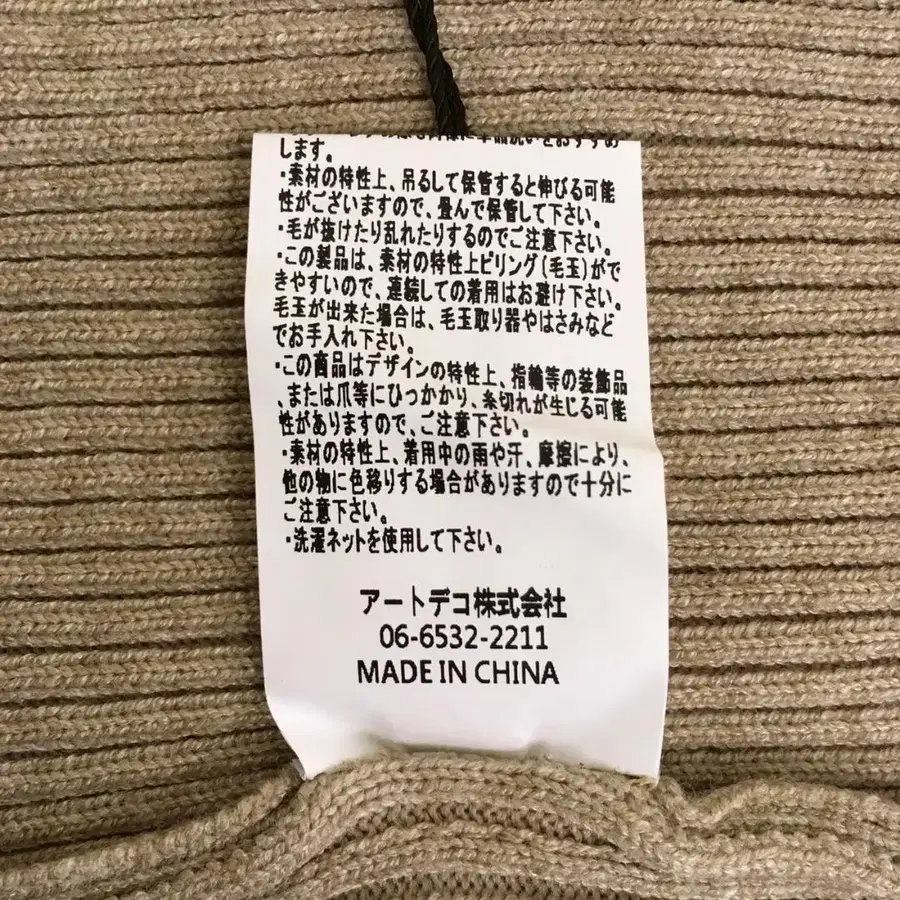 単品洗いをおすすめ
します。
・素材の特性上、吊るして保管すると伸びる可能
性がございますので、畳んで保管して下さい。
・毛が抜けたり乱れたりするのでご注意下さい。
・この製品は、素材の特性上ピリング(毛玉)がで
きやすいので、連続しての着用はお避け下さい。
毛玉が出来た場合は、毛玉取り器やはさみなど
でお手入れ下さい。
・この商品はデザインの特性上、指輪等の装飾品
、または爪等にひっかかり、糸切れが生じる可能
性がありますので、ご注意下さい。
・素材の特性上、着用中の雨や汗、摩擦により、
他の物に色移りする場合がありますので十分に
ご注意下さい。
・洗濯ネットを使用して下さい。
アートデコ株式会社
06-6532-2211
MADE IN CHINA